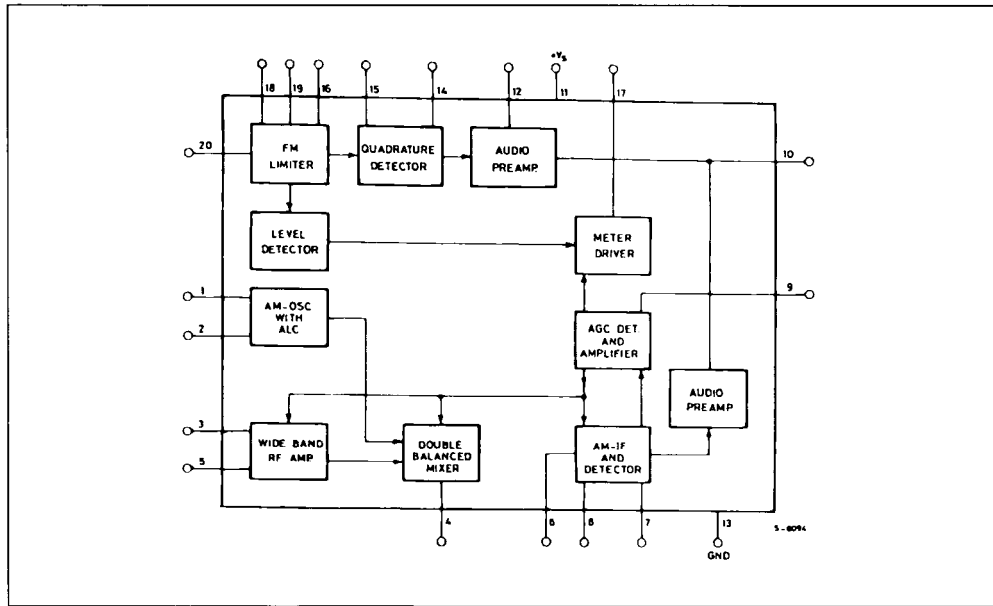 +Vs
18 19 16 15 14 12 11 17
20
FM
LIMITER
QUADRATURE
DETECTOR
AUDIO
PREAMP.
10
LEVEL
DETECTOR
METER
DRIVER
1
2
AM-OSC
WITH
ALC
9
AGC DET.
AND
AMPLIFIER
AUDIO
PREAMP
3
5
WIDE BAND
RF AMP
DOUBLE
BALANCED
MIXER
AM-IF
AND
DETECTOR
4
7
13
S-8094
GND